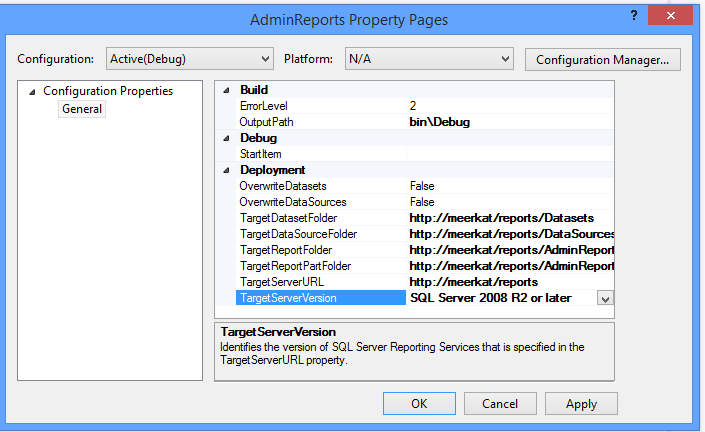 AdminReports Property Pages
?
Configuration: Active(Debug) Platform: N/A Configuration Manager...
Configuration Properties
General
Build
ErrorLevel 2
OutputPath bin\Debug
Debug
StartItem
Deployment
OverwriteDatasets False
OverwriteDataSources False
TargetDatasetFolder http://meerkat/reports/Datasets
TargetDataSourceFolder http://meerkat/reports/DataSources
TargetReportFolder http://meerkat/reports/AdminReport
TargetReportPartFolder http://meerkat/reports/AdminReport
TargetServerURL http://meerkat/reports
TargetServerVersion SQL Server 2008 R2 or later
TargetServerVersion
Identifies the version of SQL Server Reporting Services that is specified in the
TargetServerURL property.
OK Cancel Apply